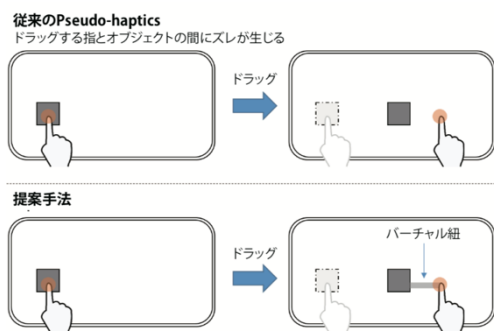 従来のPseudo-haptics
ドラッグする指とオブジェクトの間にズレが生じる
ドラッグ
提案手法
バーチャル紐
ドラッグ